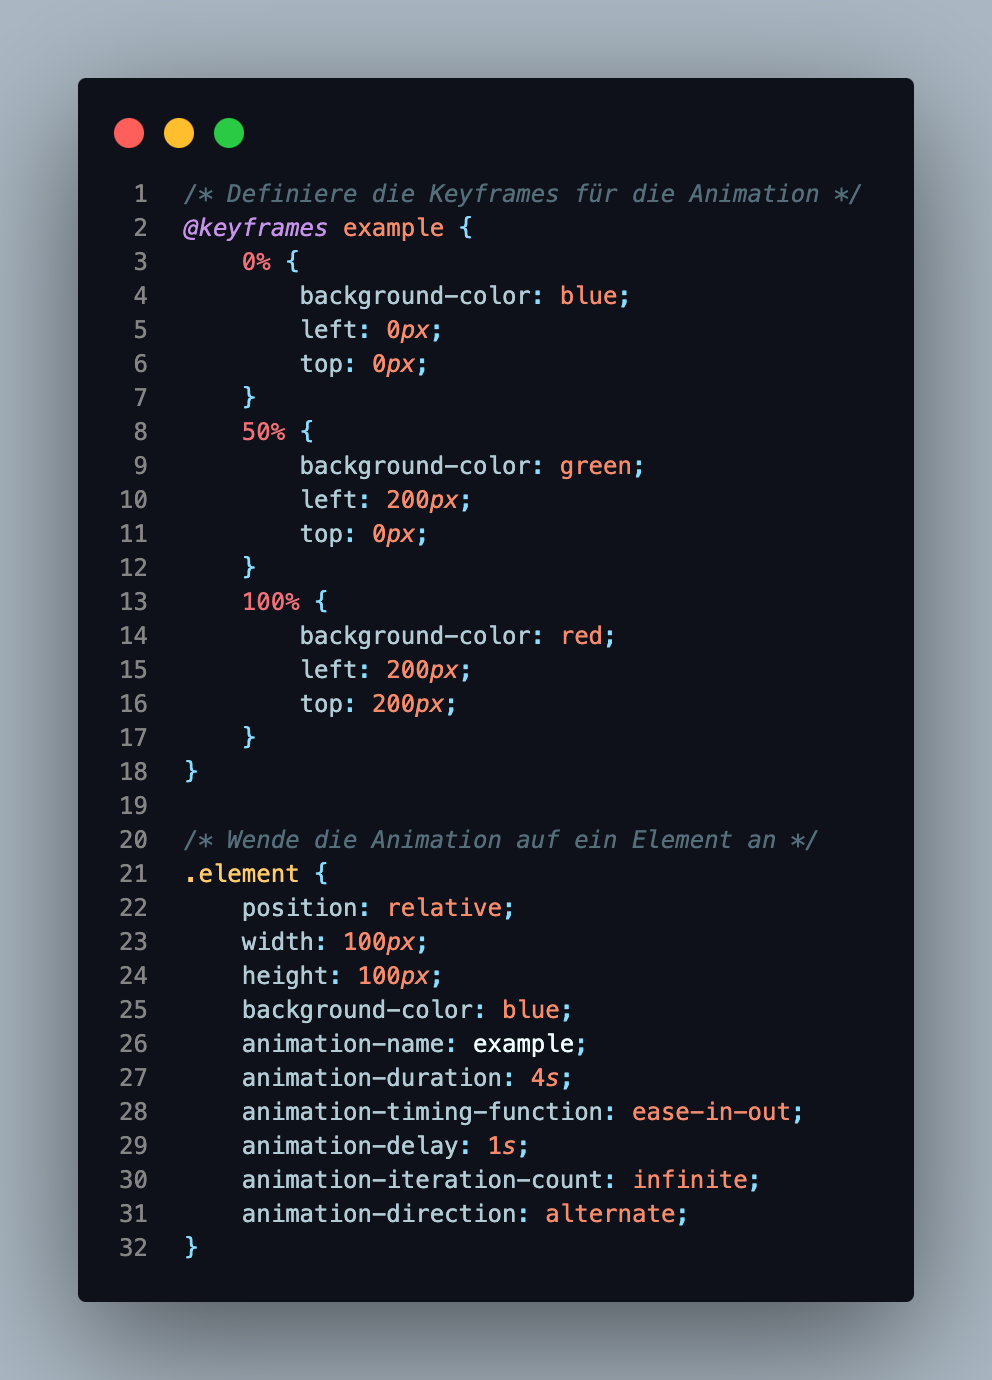 1 /* Definiere die Keyframes für die Animation */
2 @keyframes example {
3     0% {
4         background-color: blue;
5         left: 0px;
6         top: 0px;
7     }
8     50% {
9         background-color: green;
10         left: 200px;
11         top: 0px;
12     }
13     100% {
14         background-color: red;
15         left: 200px;
16         top: 200px;
17     }
18 }
19
20 /* Wende die Animation auf ein Element an */
21 .element {
22     position: relative;
23     width: 100px;
24     height: 100px;
25     background-color: blue;
26     animation-name: example;
27     animation-duration: 4s;
28     animation-timing-function: ease-in-out;
29     animation-delay: 1s;
30     animation-iteration-count: infinite;
31     animation-direction: alternate;
32 }